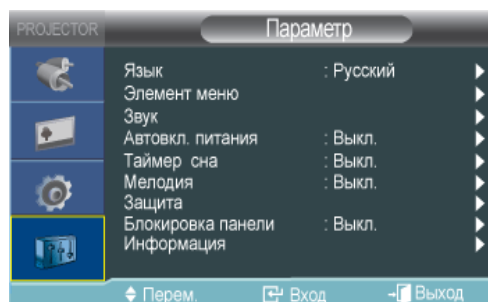 PROJECTOR Параметр
Язык : Русский
Элемент меню
Звук
Автовкл. питания : Выкл.
Таймер сна : Выкл.
Мелодия : Выкл.
Защита
Блокировка панели : Выкл.
Информация
Перем. Вход Выход